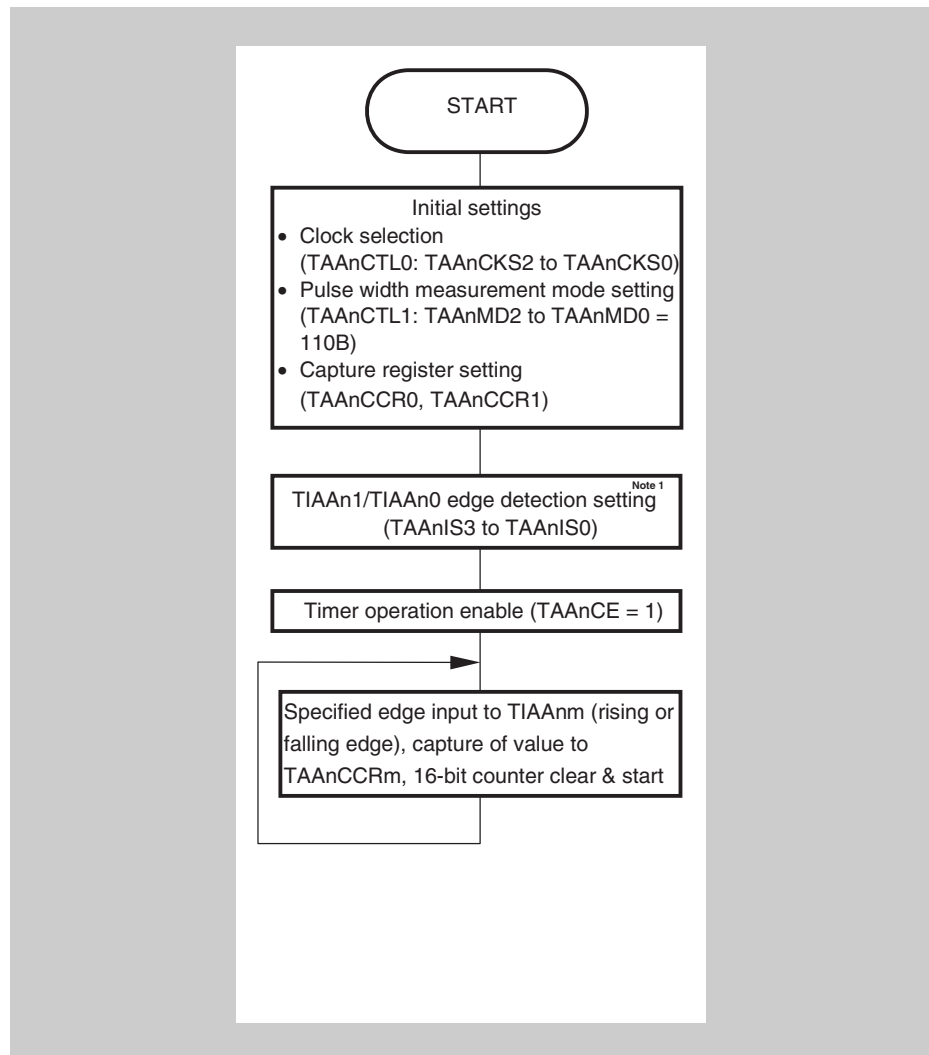 START
Initial settings
• Clock selection
(TAAnCTL0: TAAnCKS2 to TAAnCKS0)
• Pulse width measurement mode setting
(TAAnCTL1: TAAnMD2 to TAAnMD0 =
110B)
• Capture register setting
(TAAnCCR0, TAAnCCR1)
TIAAn1/TIAAn0 edge detection setting Note 1
(TAAnIS3 to TAAnIS0)
Timer operation enable (TAAnCE = 1)
Specified edge input to TIAAnm (rising or
falling edge), capture of value to
TAAnCCRm, 16-bit counter clear & start